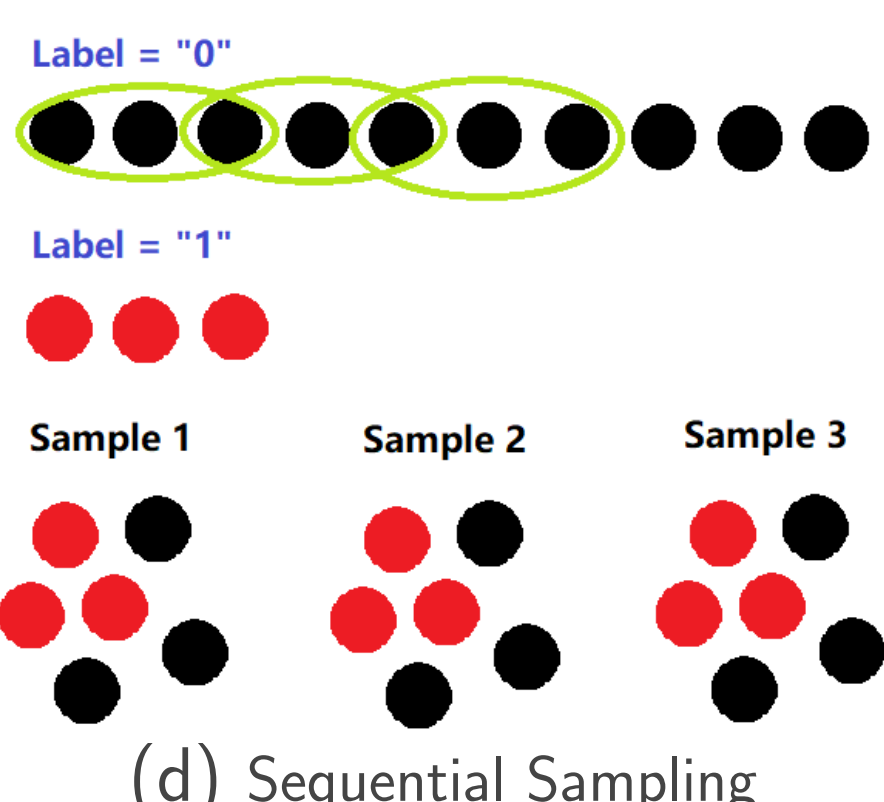 Label = "0"
Label = "1"
Sample 1
Sample 2
Sample 3
(d) Sequential Sampling